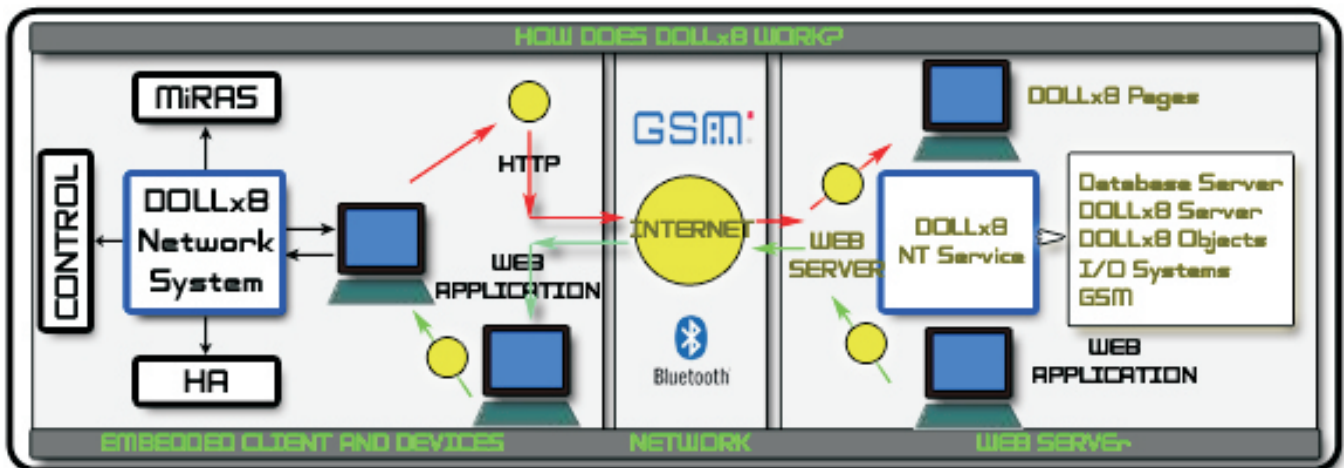 HOW DOES DOLLx8 WORK?
MiRAS
CONTROL
DOLLx8
Network
System
HA
HTTP
WEB
APPLICATION
GSM
INTERNET
Bluetooth
DOLLx8 Pages
WEB
SERVER
DOLLx8
NT Service
Database Server
DOLLx8 Server
DOLLx8 Objects
I/O Systems
GSM
WEB
APPLICATION
EMBEDDED CLIENT AND DEVICES
NETWORK
WEB SERVEr